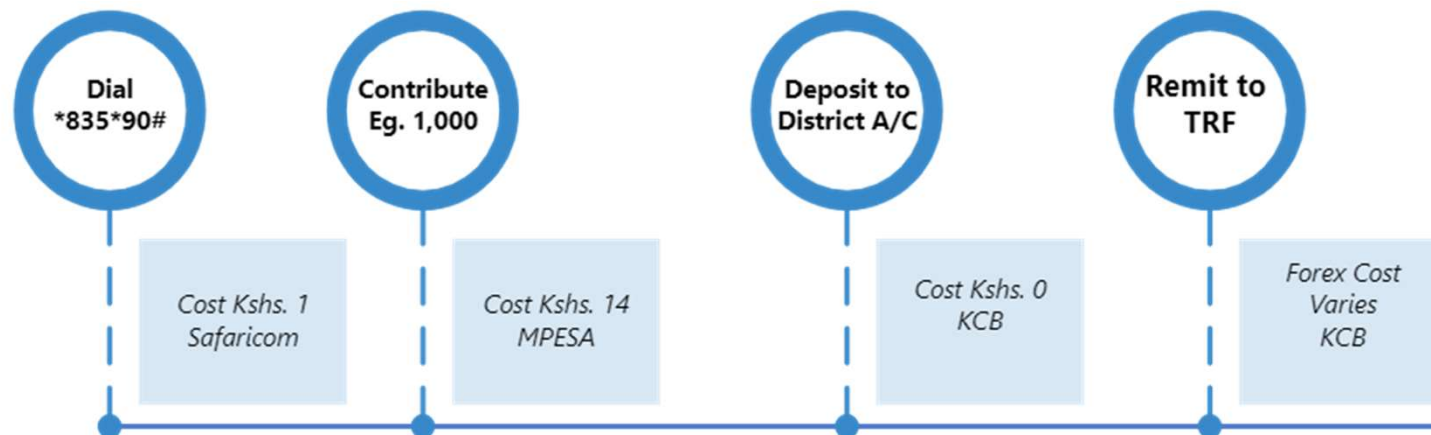 Dial
*835*90#
Contribute
Eg. 1,000
Deposit to
District A/C
Remit to
TRF
Cost Kshs. 1
Safaricom
Cost Kshs. 14
MPESA
Cost Kshs. 0
KCB
Forex Cost
Varies
KCB